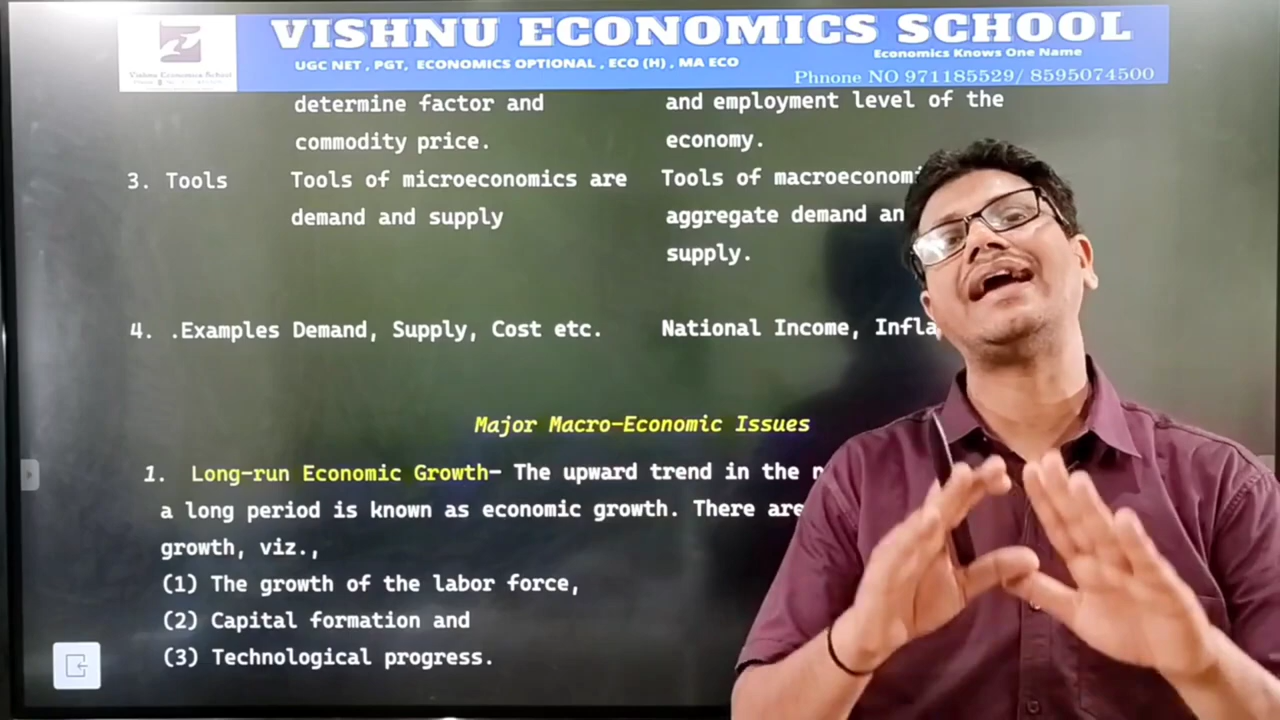 VISHNU ECONOMICS SCHOOL
Economics Knows One Name
UGC NET , PGT, ECONOMICS OPTIONAL , ECO (H) , MA ECO
Phnone NO 971185529/ 8595074500
Vishnu Economics School
determine factor and
commodity price.
and employment level of the
economy.
3. Tools
Tools of microeconomics are
demand and supply
Tools of macroeconomi
aggregate demand an
supply.
4. .Examples Demand, Supply, Cost etc.
National Income, Infla
Major Macro-Economic Issues
1. Long-run Economic Growth- The upward trend in the
a long period is known as economic growth. There are
growth, viz.,
(1) The growth of the labor force,
(2) Capital formation and
(3) Technological progress.